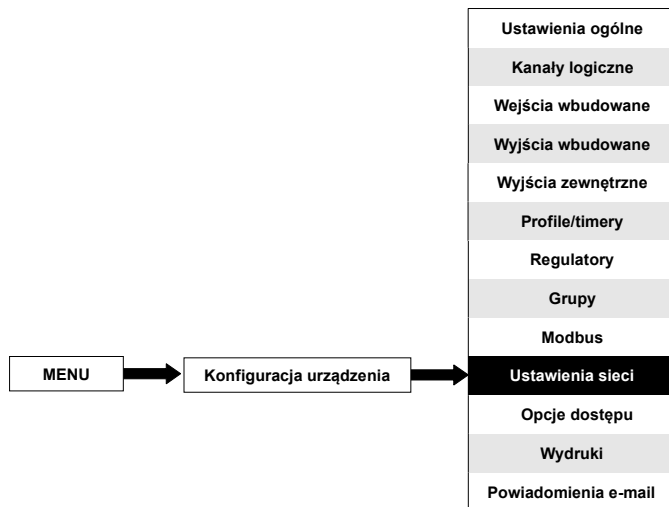 Ustawienia ogólne
Kanały logiczne
Wejścia wbudowane
Wyjścia wbudowane
Wyjścia zewnętrzne
Profile/timery
Regulatory
Grupy
Modbus
MENU
Konfiguracja urządzenia
Ustawienia sieci
Opcje dostępu
Wydruki
Powiadomienia e-mail